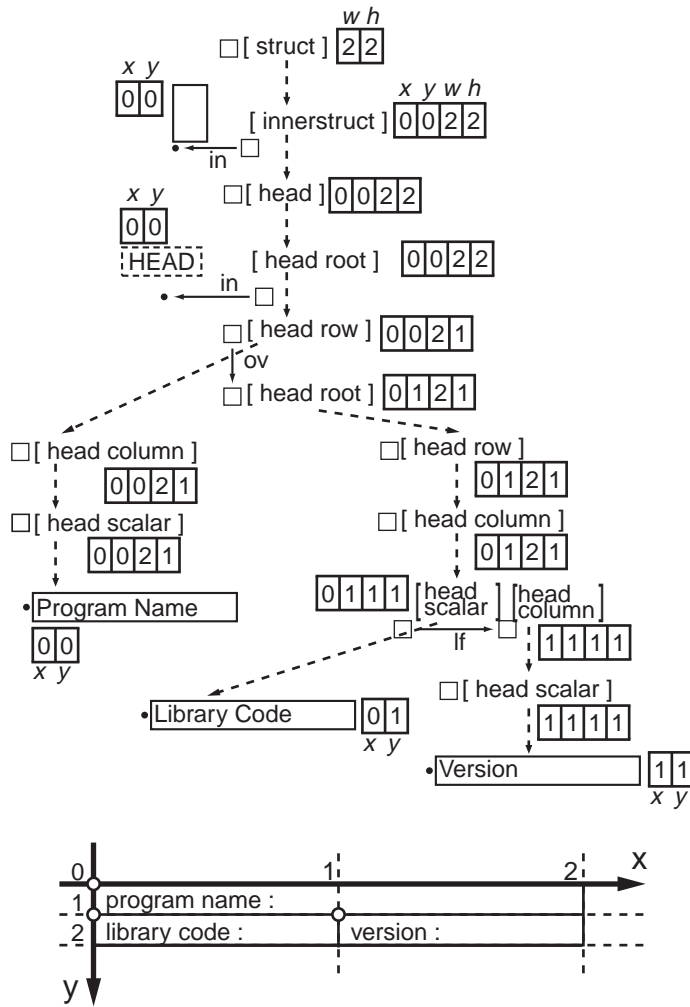 w h
[ struct ] 2 2
x y
0 0
x y w h
[ innerstruct ] 0 0 2 2
in
[ head ] 0 0 2 2
x y
0 0
HEAD
[ head root ] 0 0 2 2
in
[ head row ] 0 0 2 1
ov
[ head root ] 0 1 2 1
[ head column ]
0 0 2 1
[ head row ]
0 1 2 1
[ head scalar ]
0 0 2 1
[ head column ]
0 1 2 1
Program Name
0 0
x y
0 1 1 1
[head scalar]
[head column]
lf
1 1 1 1
Library Code 0 1
x y
[ head scalar ]
1 1 1 1
Version 1 1
x y
0 1 2 x
1 program name :
2 library code : version :
y